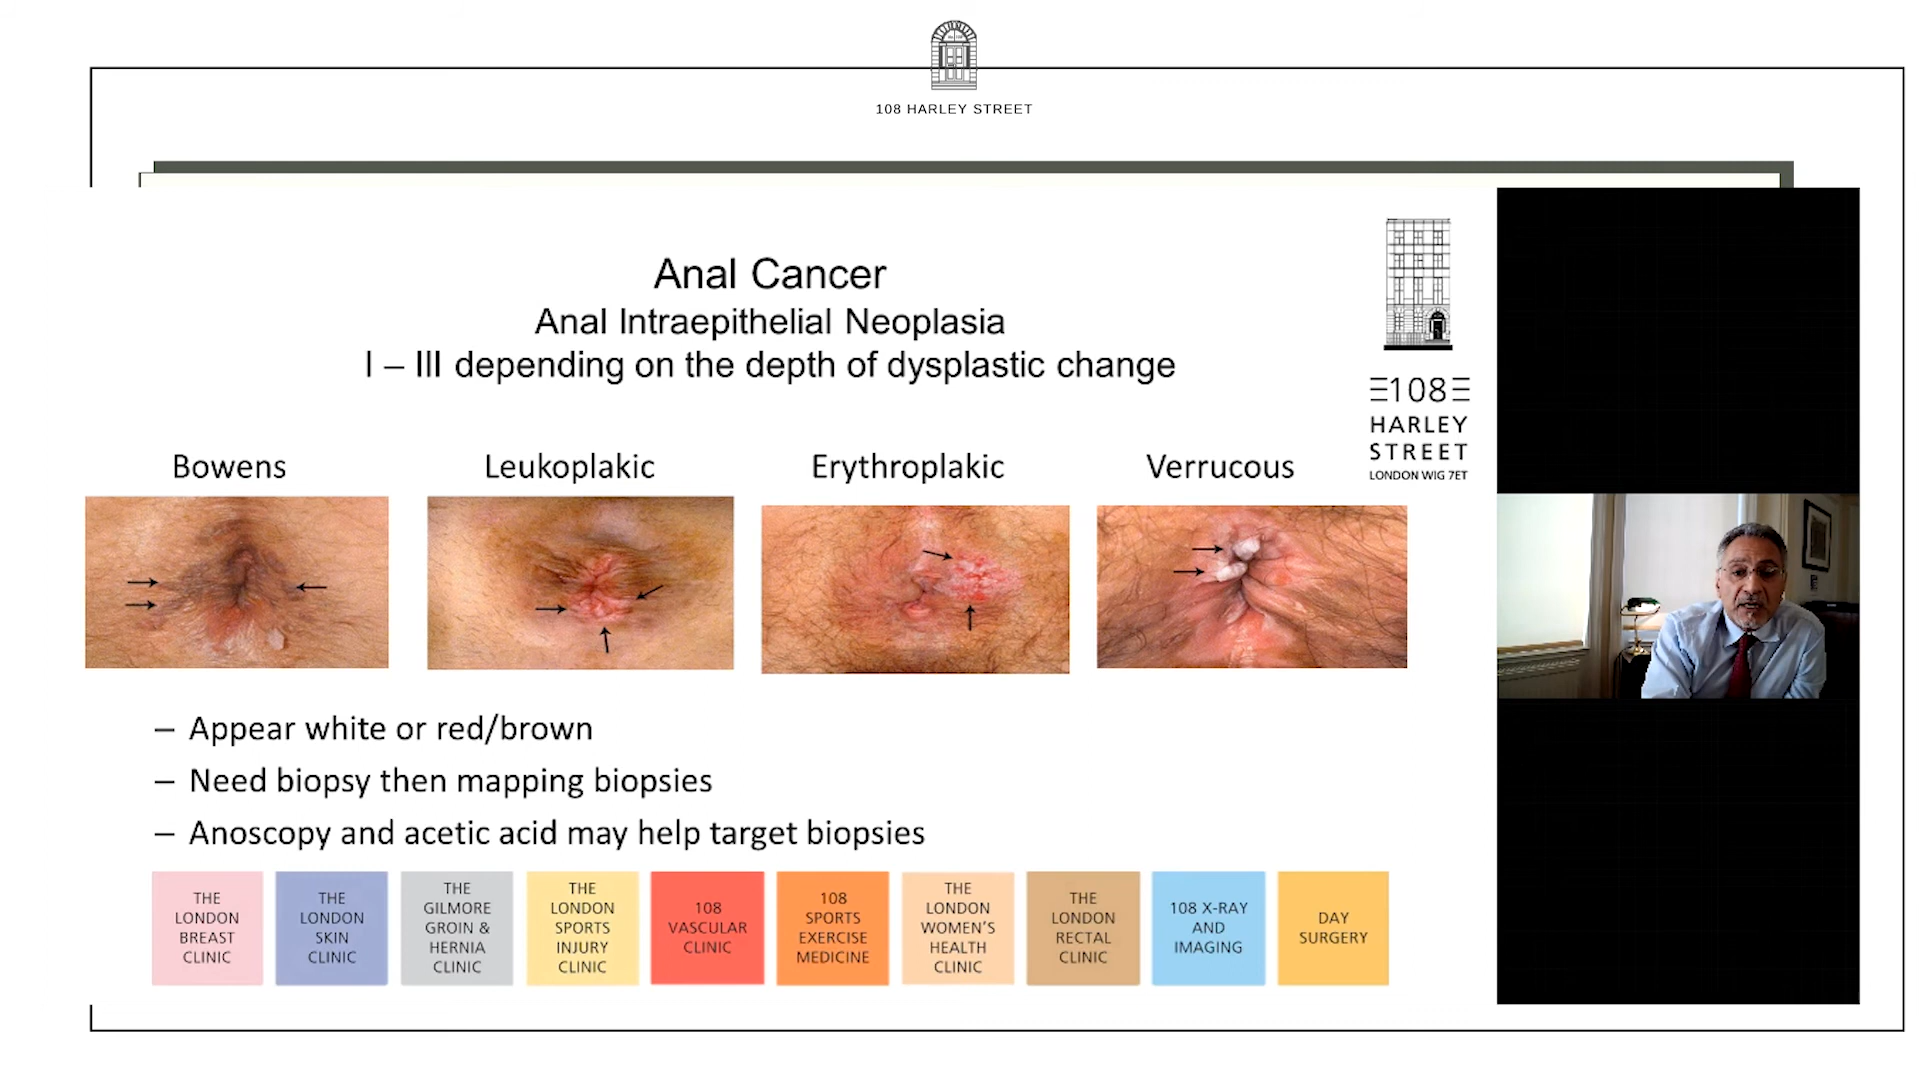 108 HARLEY STREET
Anal Cancer
Anal Intraepithelial Neoplasia
I – III depending on the depth of dysplastic change
108
HARLEY
STREET
LONDON W1G 7ET
Bowens
Leukoplakic
Erythroplakic
Verrucous
– Appear white or red/brown
– Need biopsy then mapping biopsies
– Anoscopy and acetic acid may help target biopsies
THE
LONDON
BREAST
CLINIC
THE
LONDON
SKIN
CLINIC
THE
GILMORE
GROIN &
HERNIA
CLINIC
THE
LONDON
SPORTS
INJURY
CLINIC
108
VASCULAR
CLINIC
108
SPORTS
EXERCISE
MEDICINE
THE
LONDON
WOMEN'S
HEALTH
CLINIC
THE
LONDON
RECTAL
CLINIC
108 X-RAY
AND
IMAGING
DAY
SURGERY